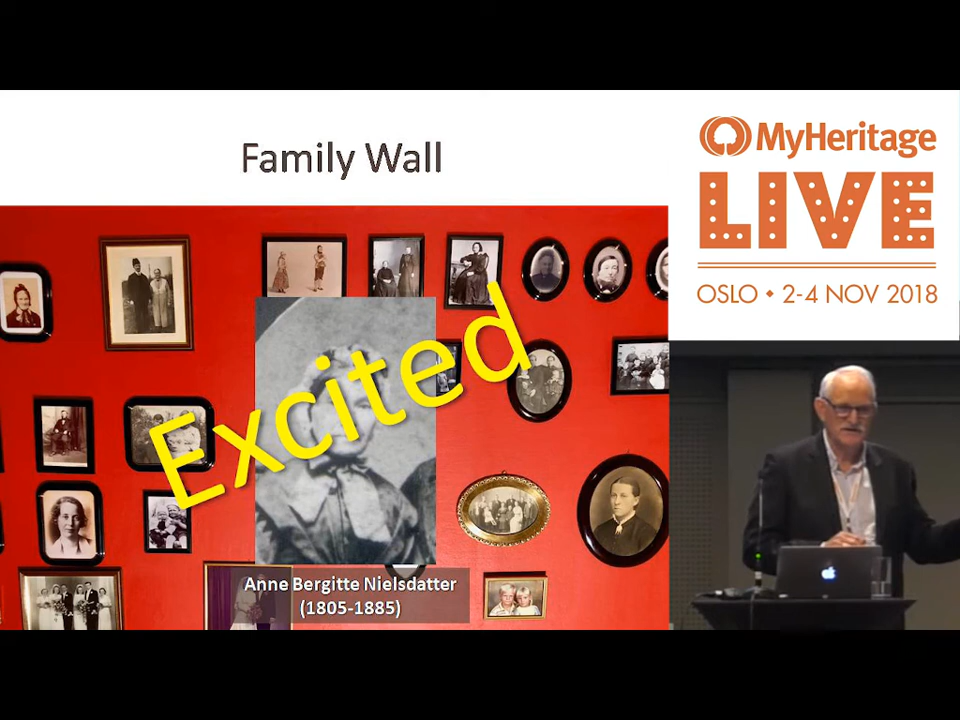 Family Wall
Excited
Anne Bergitte Nielsdatter
(1805-1885)
MyHeritage
LIVE
OSLO • 2-4 NOV 2018